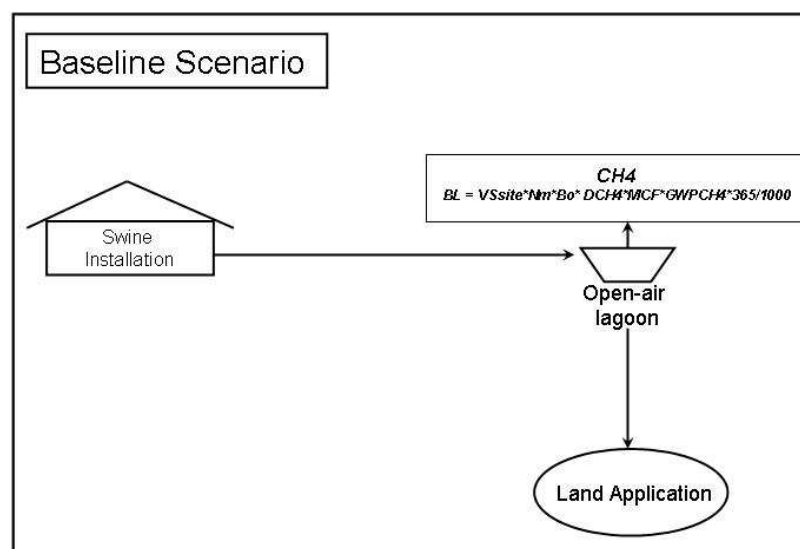 Baseline Scenario
CH4
BL = VSsite*Nm*Bo* DCH4*MCF*GWPCH4*365/1000
Swine
Installation
Open-air
lagoon
Land Application